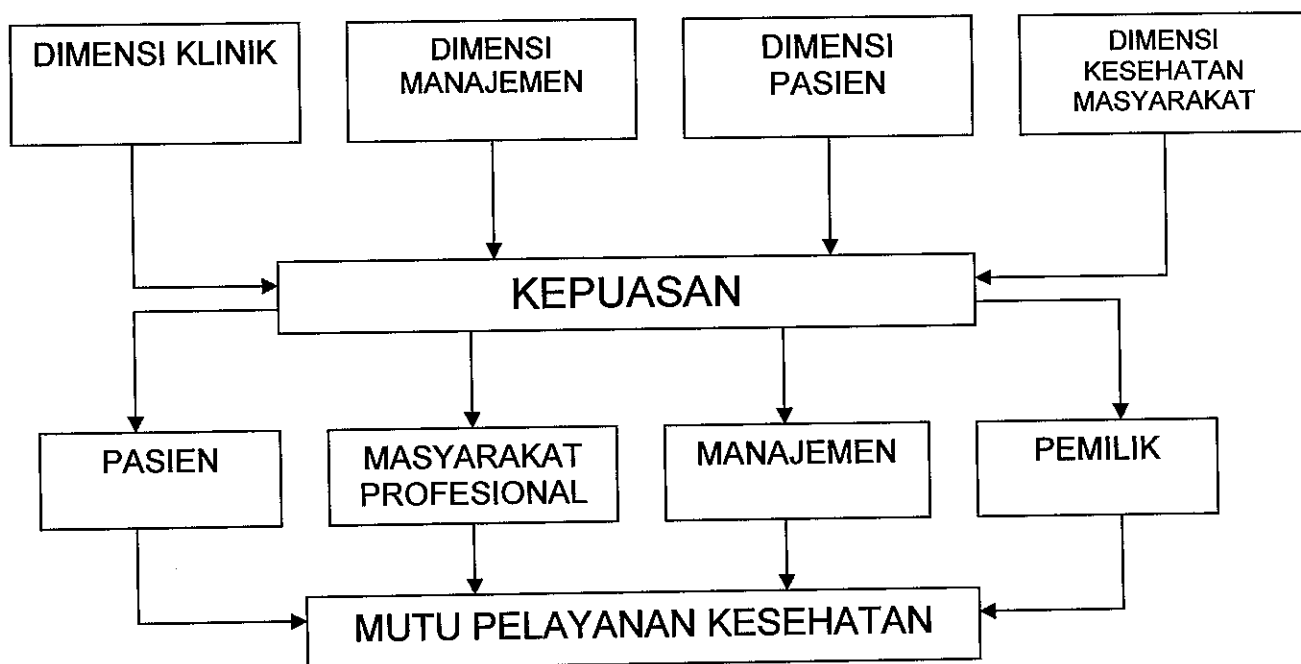 DIMENSI KLINIK
DIMENSI
MANAJEMEN
DIMENSI
PASIEN
DIMENSI
KESEHATAN
MASYARAKAT
KEPUASAN
PASIEN
MASYARAKAT
PROFESIONAL
MANAJEMEN
PEMILIK
MUTU PELAYANAN KESEHATAN